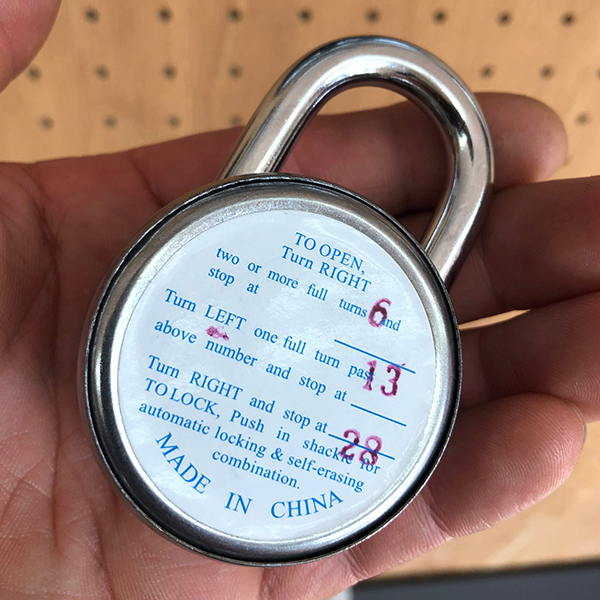 TO OPEN,
Turn RIGHT
two or more full turns and
stop at 6
Turn LEFT one full turn past
above number and stop at 13
Turn RIGHT and stop at 28
TO LOCK, Push in shackle for
automatic locking & self-erasing
combination.
MADE IN CHINA